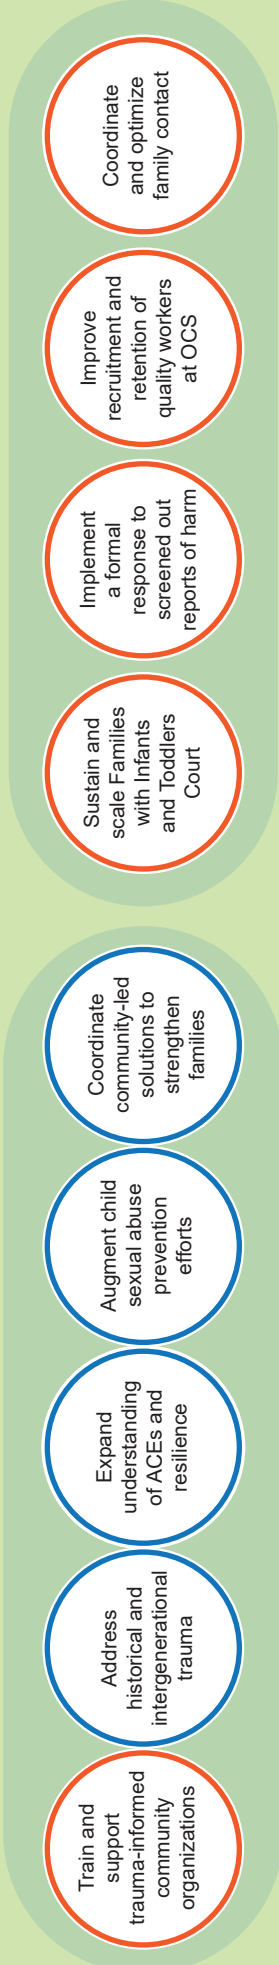 Train and
support
trauma-informed
community
organizations
Address
historical and
intergenerational
trauma
Expand
understanding
of ACEs and
resilience
Augment child
sexual abuse
prevention
efforts
Coordinate
community-led
solutions to
strengthen
families
Sustain and
scale Families
with Infants
and Toddlers
Court
Implement
a formal
response to
screened out
reports of harm
Improve
recruitment and
retention of
quality workers
at OCS
Coordinate
and optimize
family contact